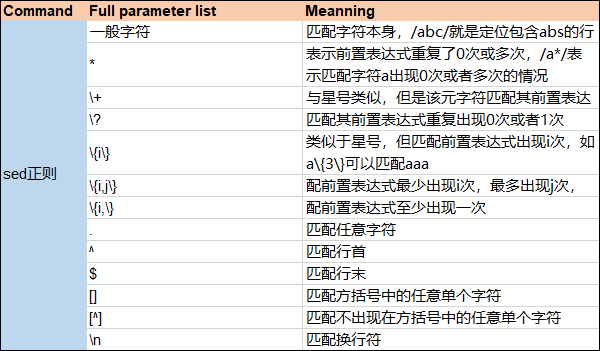 Command Full parameter list Meanning
sed正则
一般字符 匹配字符本身，/abc/就是定位包含abs的行
* 表示前置表达式重复了0次或多次，/a*/表
示匹配字符a出现0次或者多次的情况
\+ 与星号类似，但是该元字符匹配其前置表达
\? 匹配其前置表达式重复出现0次或者1次
\{i\} 类似于星号，但匹配前置表达式出现i次，如
a\{3\}可以匹配aaa
\{i,j\} 配前置表达式最少出现i次，最多出现j次，
\{i,\} 配前置表达式至少出现一次
. 匹配任意字符
^ 匹配行首
$ 匹配行末
[] 匹配方括号中的任意单个字符
[^] 匹配不出现在方括号中的任意单个字符
\n 匹配换行符